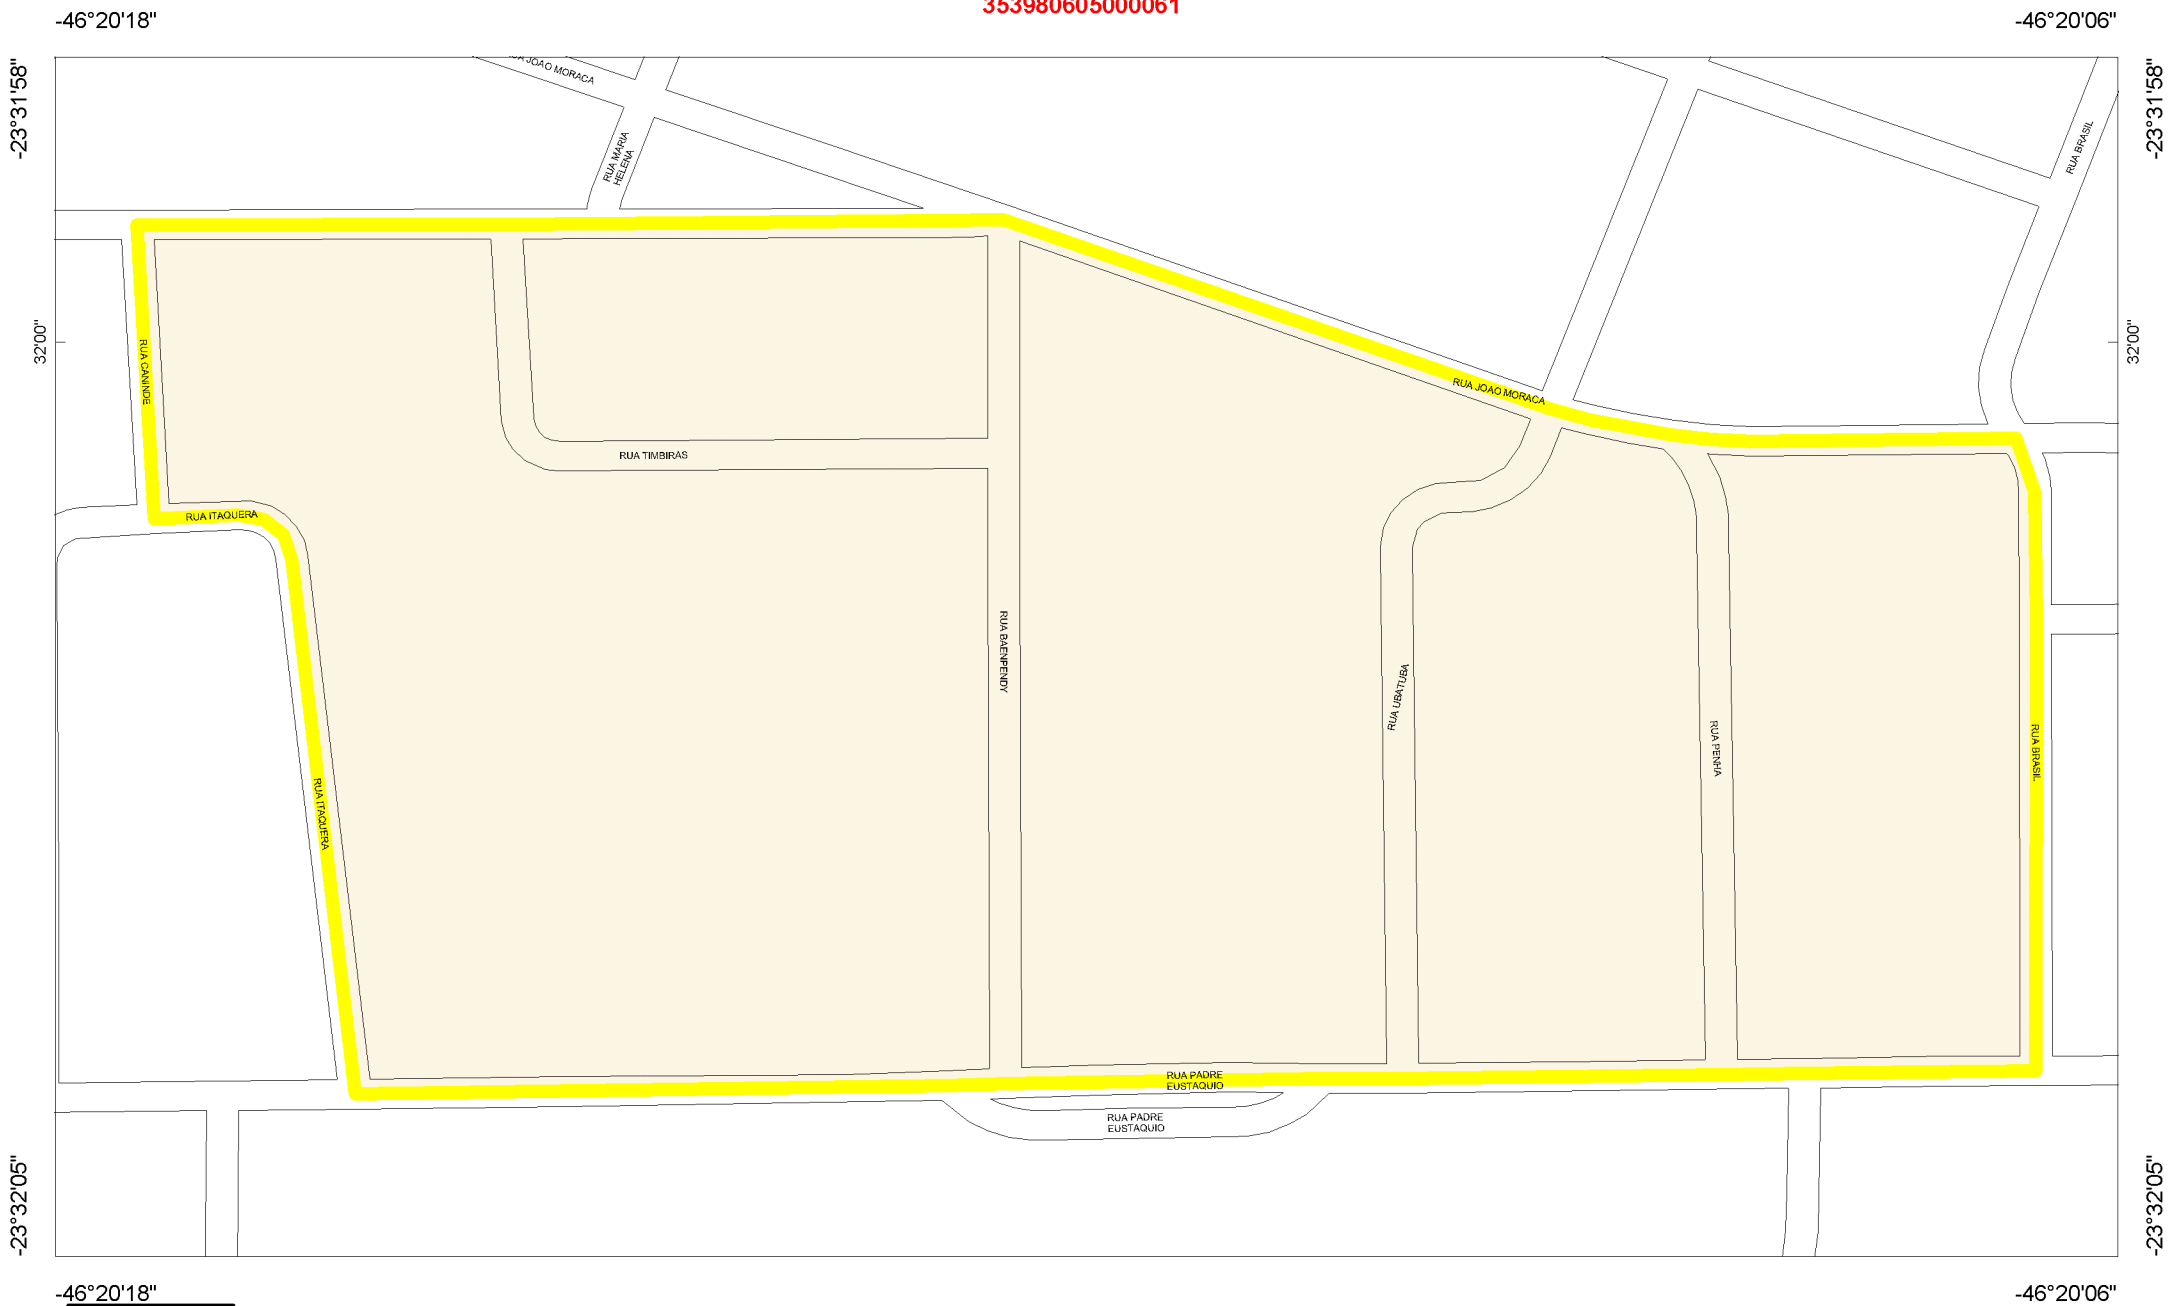 353980605000061
-46°20'18"
-46°20'06"
-23°31'58"
-23°31'58"
RUA JOAO MORACA
RUA MARIA
HELENA
RUA BRASIL
32'00"
32'00"
RUA CANINDE
RUA JOAO MORACA
RUA TIMBIRAS
RUA ITAQUERA
RUA BAENPENDY
RUA UBATUBA
RUA PENHA
RUA BRASIL
RUA ITAQUERA
RUA PADRE
EUSTAQUIO
RUA PADRE
EUSTAQUIO
-23°32'05"
-23°32'05"
-46°20'18"
-46°20'06"